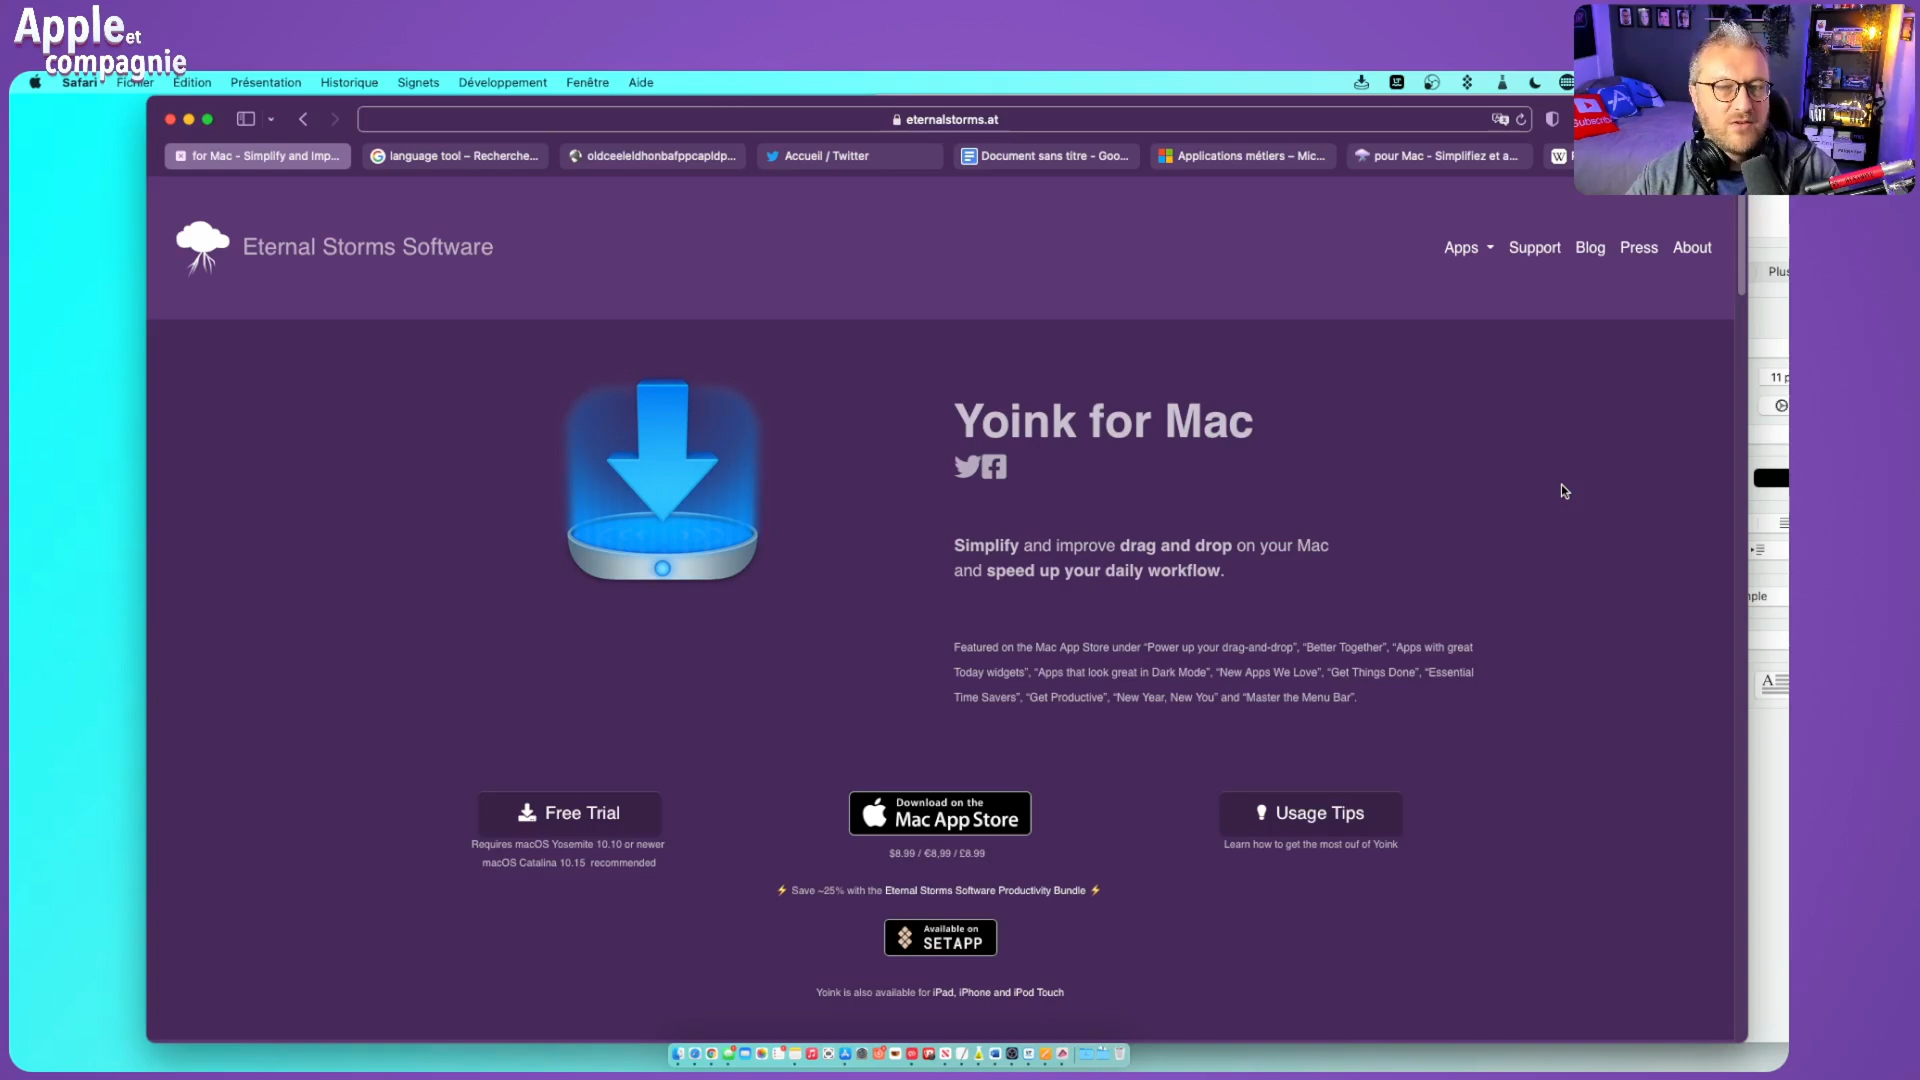 Apple et
compagnie
Safari Fichier Édition Présentation Historique Signets Développement Fenêtre Aide
eternalstorms.at
for Mac - Simplify and Imp...
language tool – Recherche...
oldceeleldhonbafppcapldp...
Accueil / Twitter
Document sans titre - Goo...
Applications métiers – Mic...
pour Mac - Simplifiez et a...
Subscribe
Eternal Storms Software
Apps Support Blog Press About
Plus
11 p
Yoink for Mac
Simplify and improve drag and drop on your Mac
and speed up your daily workflow.
Featured on the Mac App Store under “Power up your drag-and-drop”, “Better Together”, “Apps with great
Today widgets”, “Apps that look great in Dark Mode”, “New Apps We Love”, “Get Things Done”, “Essential
Time Savers”, “Get Productive”, “New Year, New You” and “Master the Menu Bar”.
Free Trial
Requires macOS Yosemite 10.10 or newer
macOS Catalina 10.15 recommended
Download on the
Mac App Store
$8.99 / €8,99 / £8.99
Usage Tips
Learn how to get the most ouf of Yoink
⚡ Save ~25% with the Eternal Storms Software Productivity Bundle ⚡
Available on
SETAPP
Yoink is also available for iPad, iPhone and iPod Touch